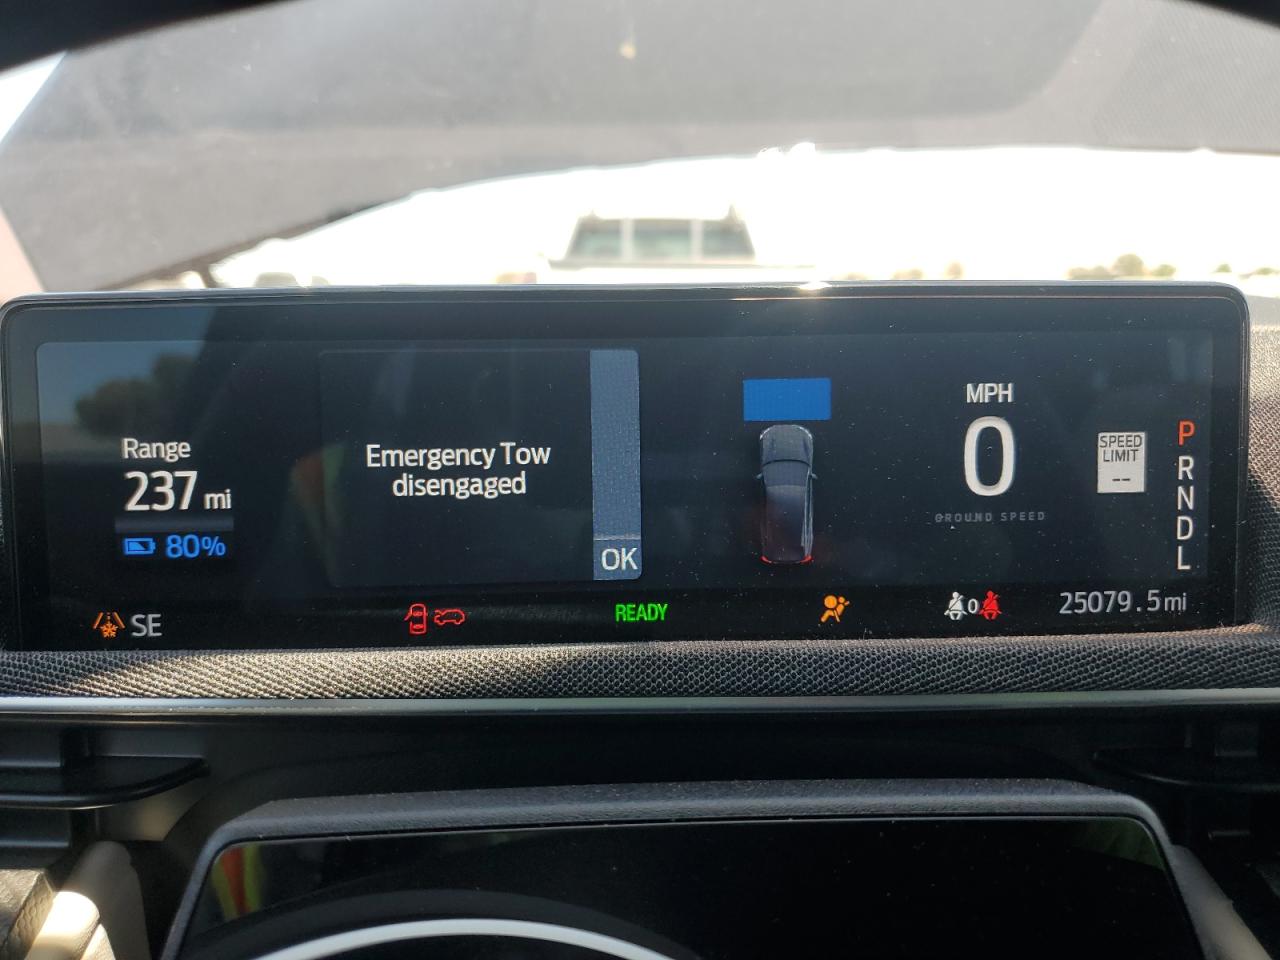 Range
237 mi
80%
Emergency Tow
disengaged
OK
MPH
0
GROUND SPEED
SPEED
LIMIT
--
P
R
N
D
L
SE
READY
0
25079.5mi